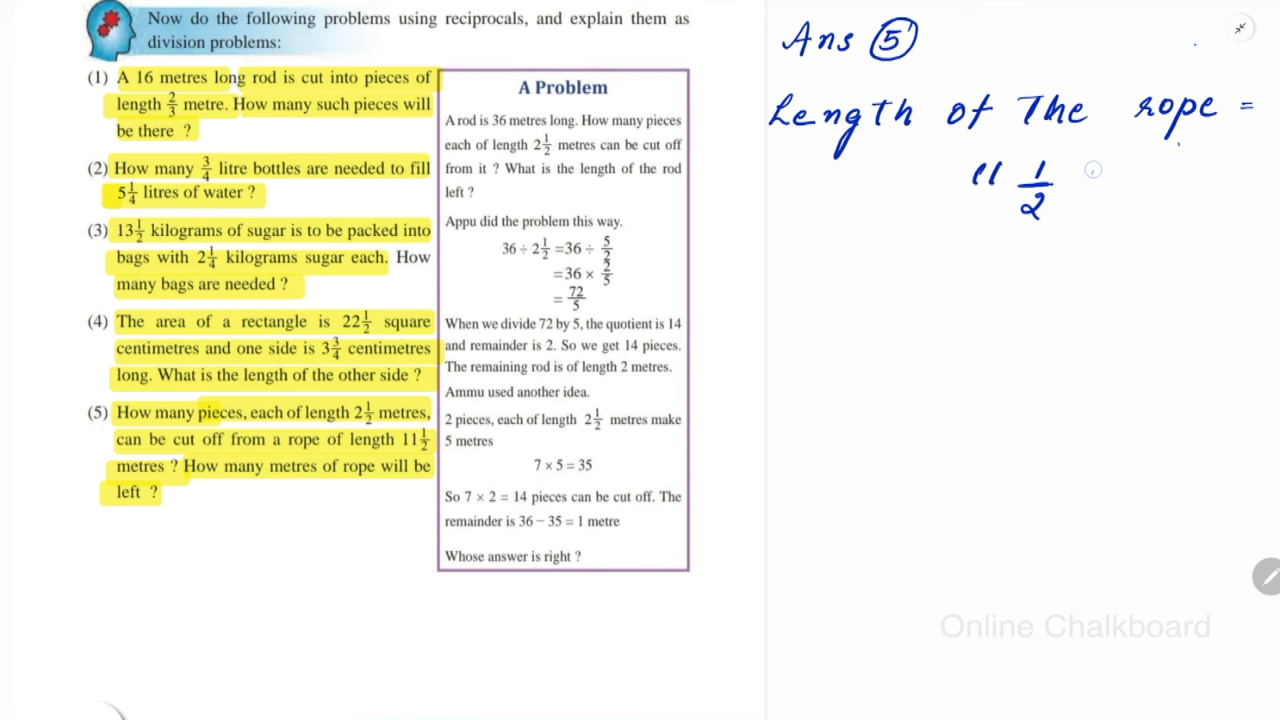 Now do the following problems using reciprocals, and explain them as
division problems:
(1) A 16 metres long rod is cut into pieces of
length 2/3 metre. How many such pieces will
be there ?
(2) How many 3/4 litre bottles are needed to fill
5 1/4 litres of water ?
(3) 13 1/2 kilograms of sugar is to be packed into
bags with 2 1/4 kilograms sugar each. How
many bags are needed ?
(4) The area of a rectangle is 22 1/2 square
centimetres and one side is 3 3/4 centimetres
long. What is the length of the other side ?
(5) How many pieces, each of length 2 1/2 metres,
can be cut off from a rope of length 11 1/2
metres ? How many metres of rope will be
left ?
A Problem
A rod is 36 metres long. How many pieces
each of length 2 1/2 metres can be cut off
from it ? What is the length of the rod
left ?
Appu did the problem this way.
36 ÷ 2 1/2 = 36 ÷ 5/2
= 36 × 2/5
= 72/5
When we divide 72 by 5, the quotient is 14
and remainder is 2. So we get 14 pieces.
The remaining rod is of length 2 metres.
Ammu used another idea.
2 pieces, each of length 2 1/2 metres make
5 metres
7 × 5 = 35
So 7 × 2 = 14 pieces can be cut off. The
remainder is 36 – 35 = 1 metre
Whose answer is right ?
Ans 5
Length of The rope =
11 1/2
Online Chalkboard